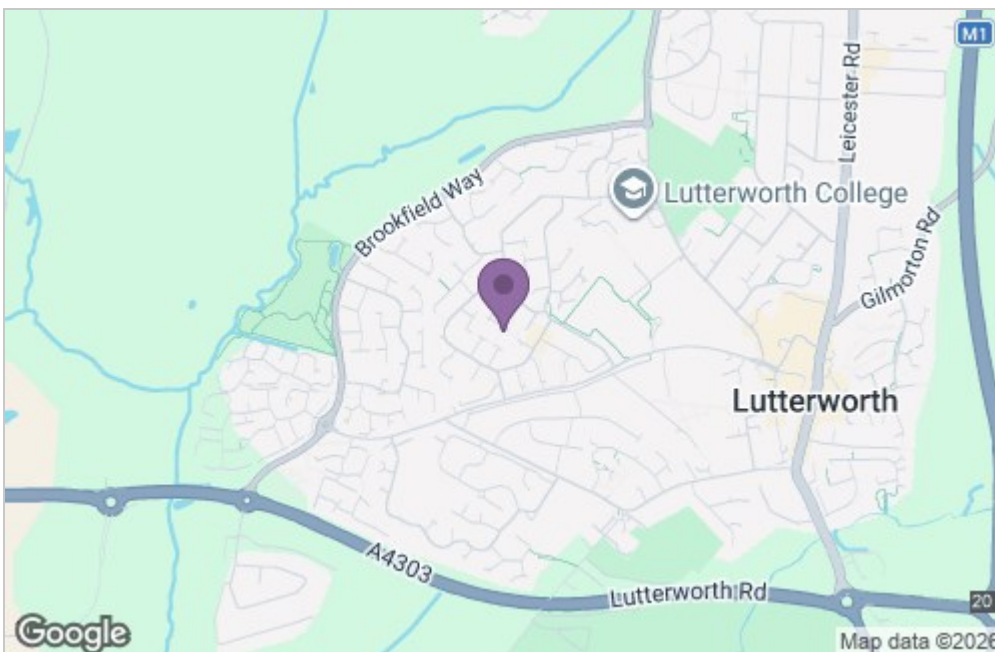 M1
Leicester Rd
Brookfield Way
Lutterworth College
Gilmorton Rd
Lutterworth
A4303
Lutterworth Rd
20
Google
Map data ©2026